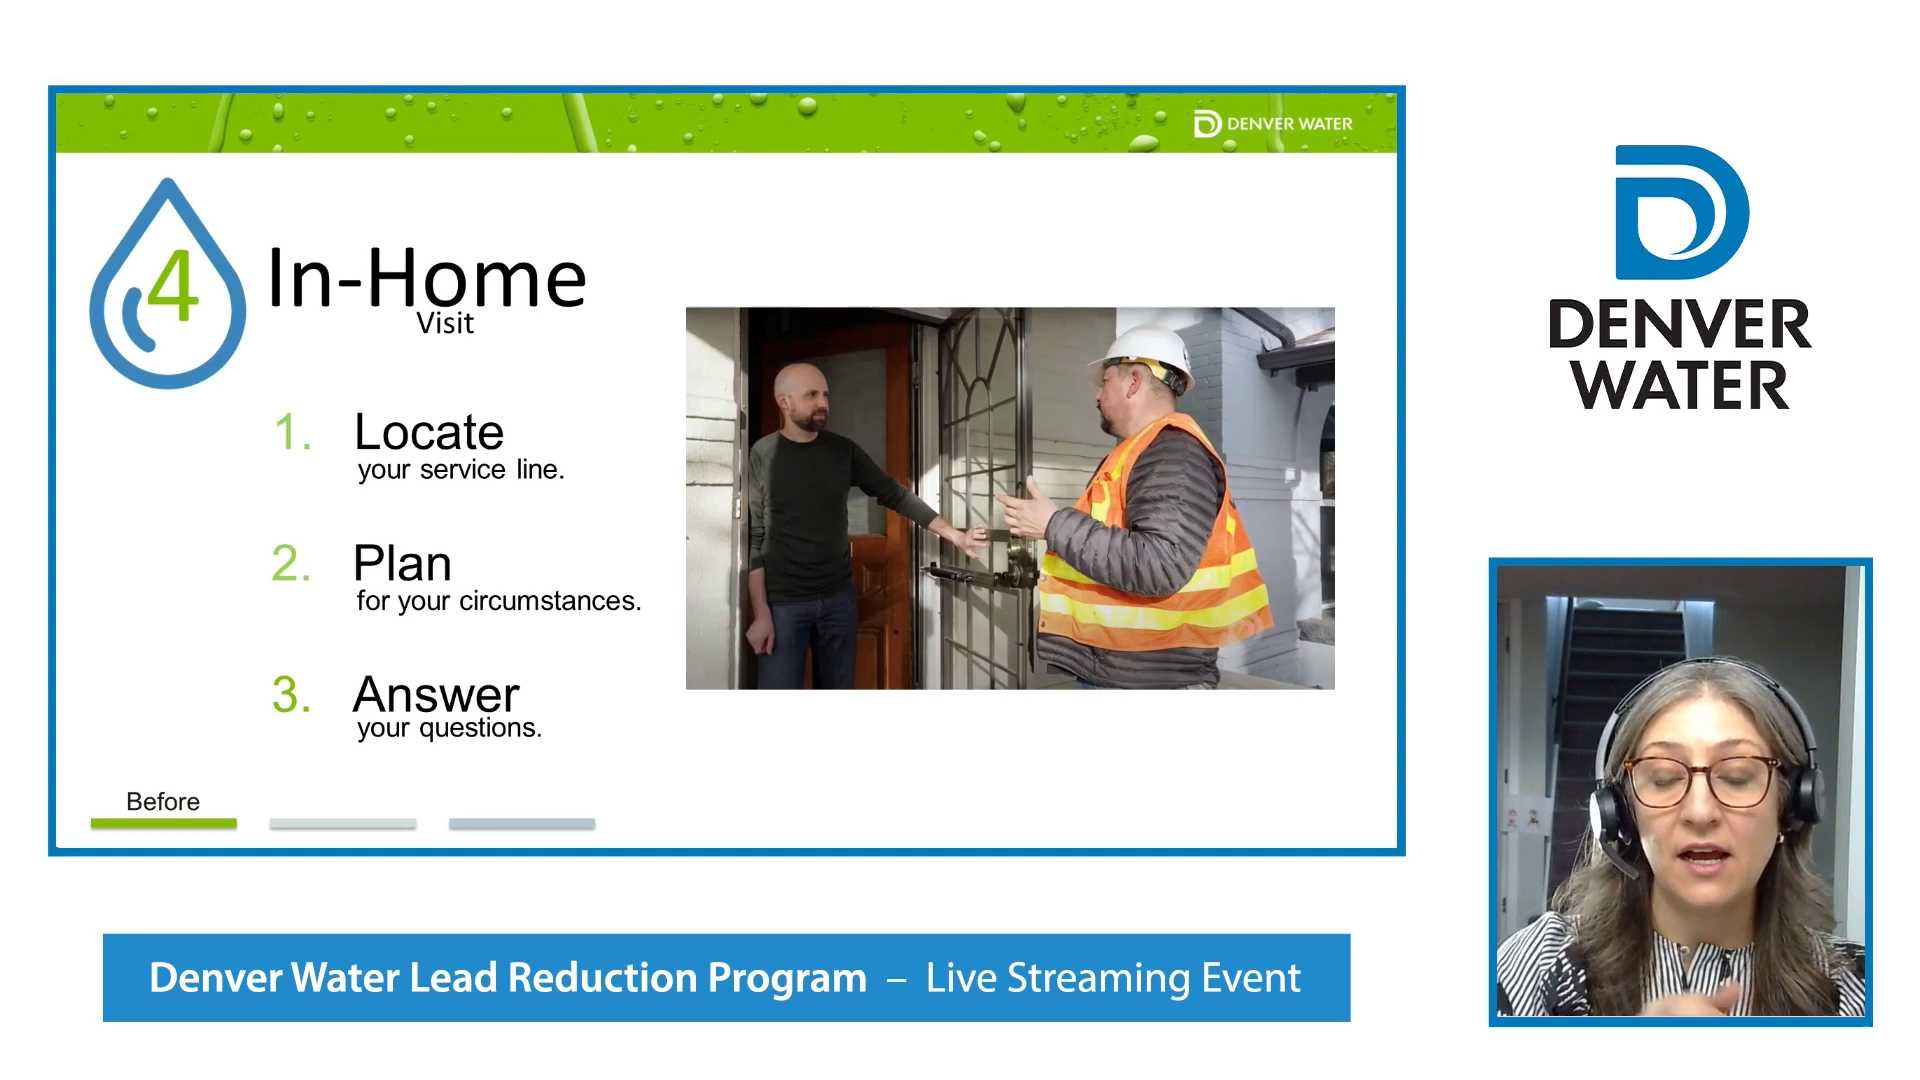 DENVER WATER
4
In-Home
Visit
1. Locate
your service line.
2. Plan
for your circumstances.
3. Answer
your questions.
Before
DENVER
WATER
Denver Water Lead Reduction Program – Live Streaming Event